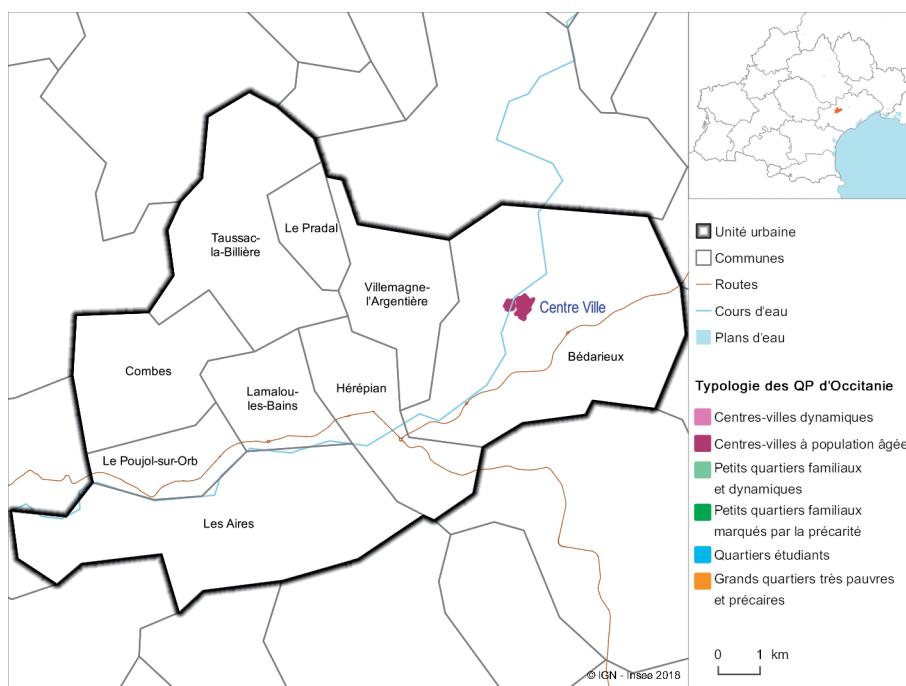 Taussac-
la-Billière
Le Pradal
Villemagne-
l'Argentière
Centre Ville
Bédarieux
Combes
Lamalou-
les-Bains
Hérépian
Le Poujol-sur-Orb
Les Aires
© IGN - Insee 2018
Unité urbaine
Communes
Routes
Cours d'eau
Plans d'eau
Typologie des QP d'Occitanie
Centres-villes dynamiques
Centres-villes à population âgée
Petits quartiers familiaux
et dynamiques
Petits quartiers familiaux
marqués par la précarité
Quartiers étudiants
Grands quartiers très pauvres
et précaires
0 1 km